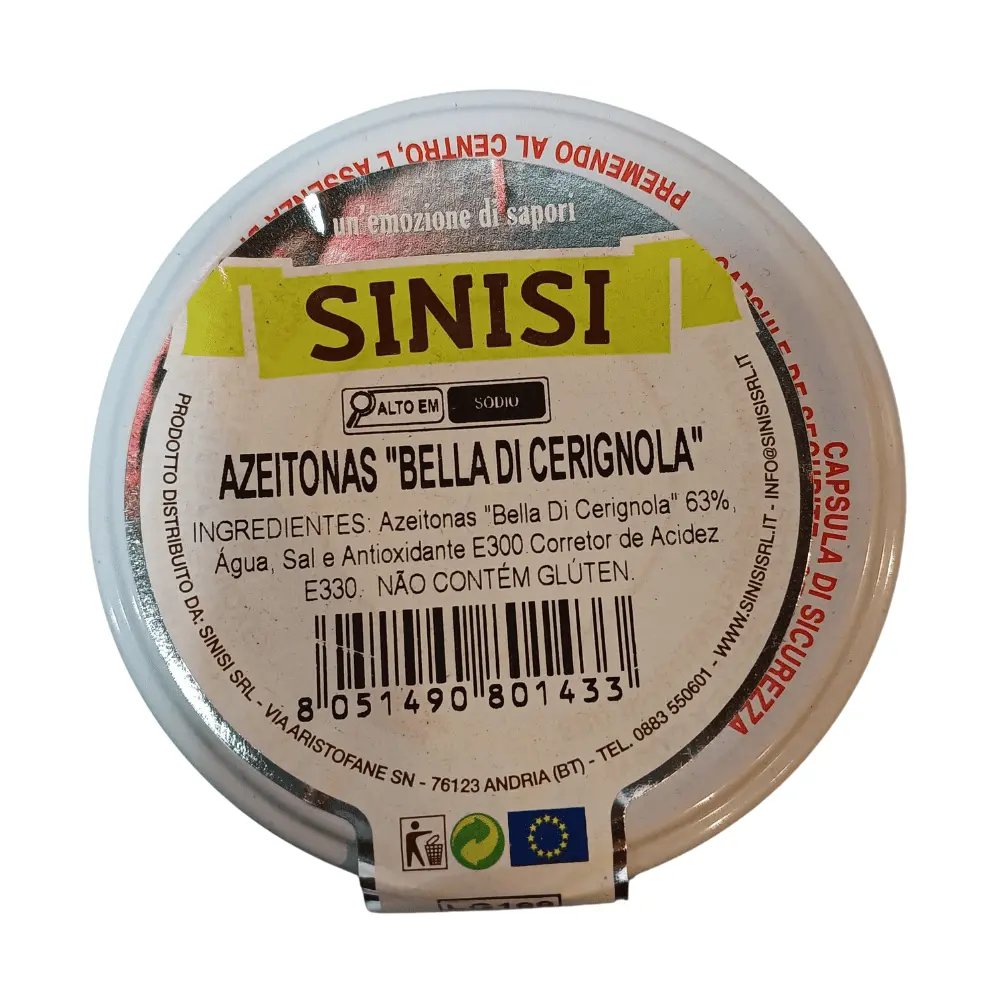 PREMENDO AL CENTRO, L'ASSENZA
CAPSULE DE SECURITE
CAPSULA DI SICUREZZA
un'emozione di sapori
SINISI
ALTO EM SÓDIO
AZEITONAS "BELLA DI CERIGNOLA"
INGREDIENTES: Azeitonas "Bella Di Cerignola" 63%,
Água, Sal e Antioxidante E300.Corretor de Acidez
E330. NÃO CONTÉM GLÚTEN.
8 051490 801433
PRODOTTO DISTRIBUITO DA: SINISI SRL - VIA ARISTOFANE SN - 76123 ANDRIA (BT) - TEL. 0883 550601 - WWW.SINISISRL.IT - INFO@SINISISRL.IT